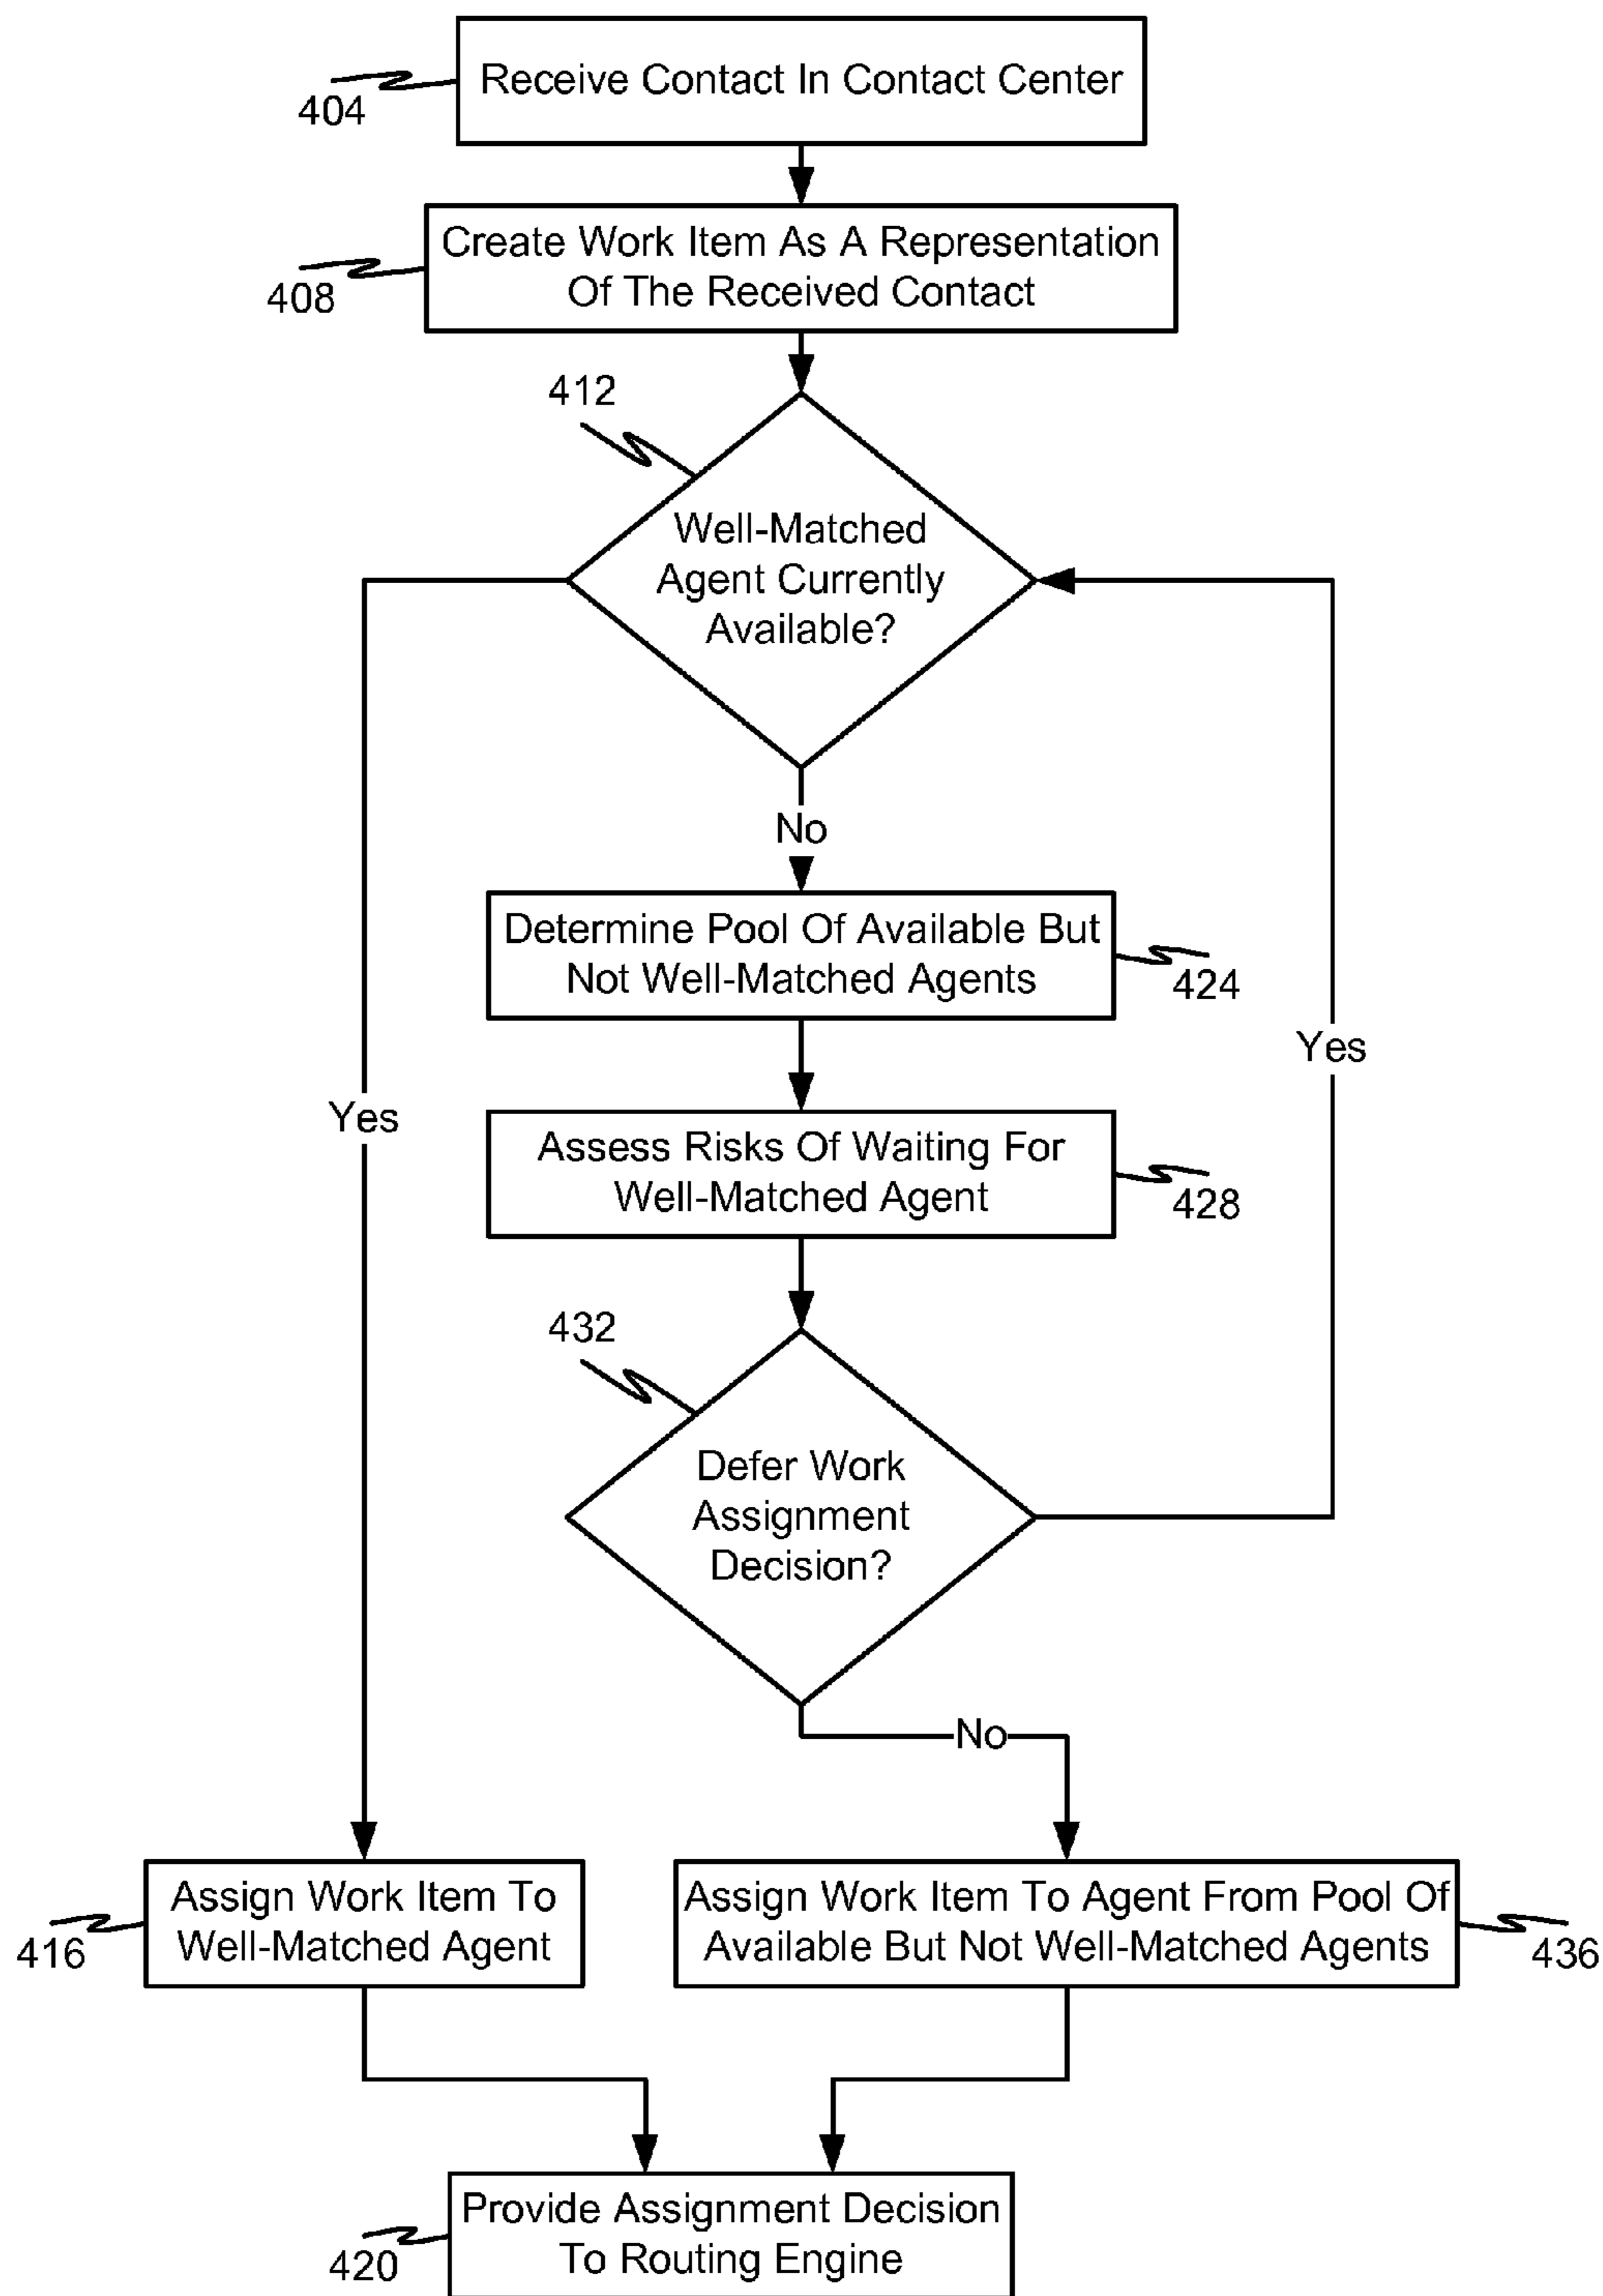 Receive Contact In Contact Center
404
Create Work Item As A Representation
Of The Received Contact
408
412
Well-Matched
Agent Currently
Available?
No
Determine Pool Of Available But
Not Well-Matched Agents
424
Yes
Yes
Assess Risks Of Waiting For
Well-Matched Agent
428
432
Defer Work
Assignment
Decision?
No
Assign Work Item To
Well-Matched Agent
416
Assign Work Item To Agent From Pool Of
Available But Not Well-Matched Agents
436
Provide Assignment Decision
To Routing Engine
420